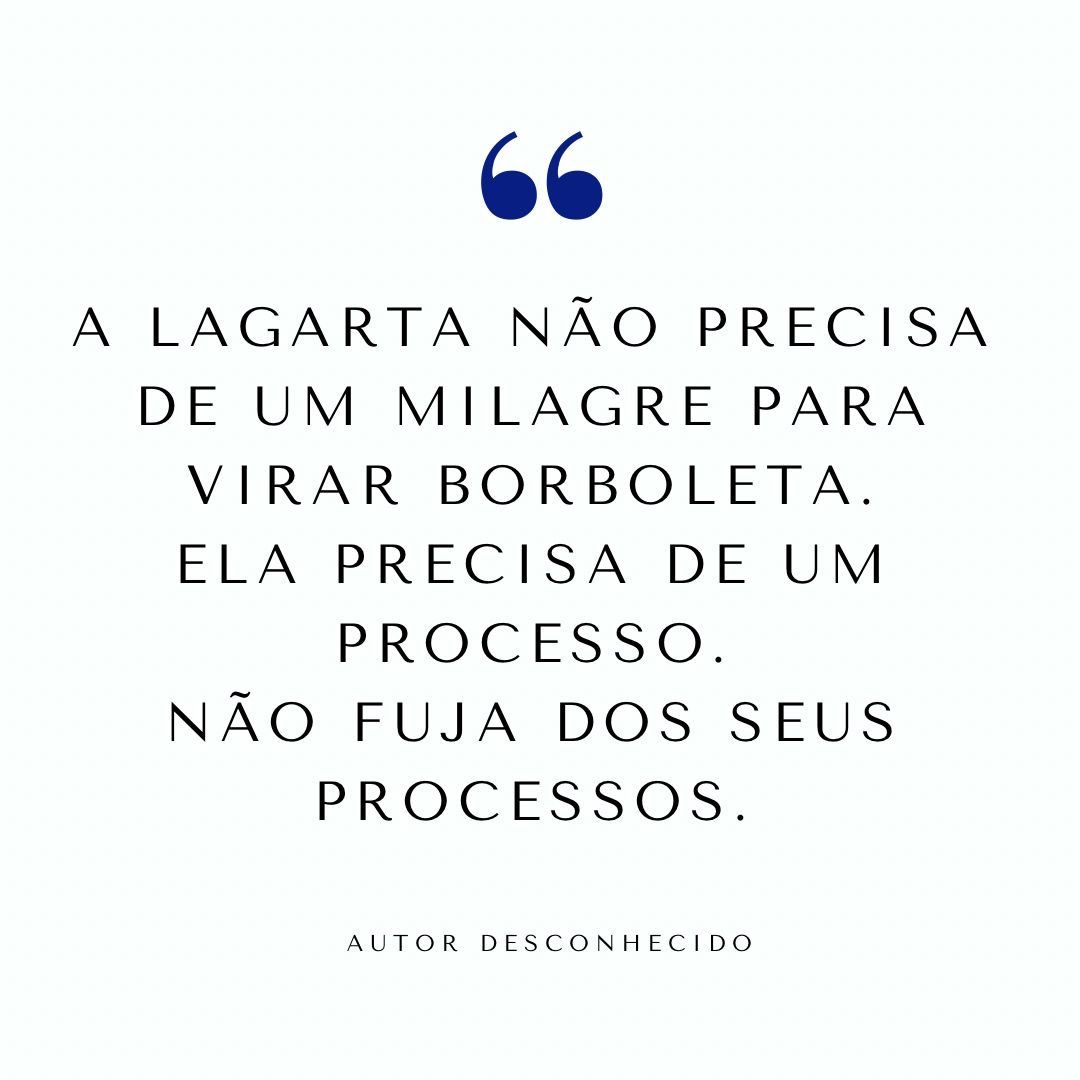 “
A LAGARTA NÃO PRECISA
DE UM MILAGRE PARA
VIRAR BORBOLETA.
ELA PRECISA DE UM
PROCESSO.
NÃO FUJA DOS SEUS
PROCESSOS.
AUTOR DESCONHECIDO